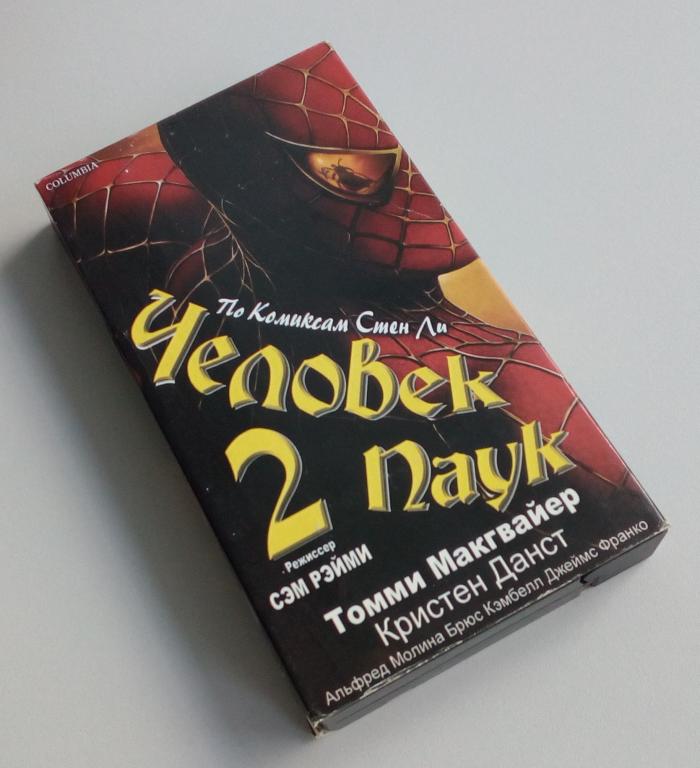 COLUMBIA
По Комиксам Стен Ли
Человек
2 паук
Режиссер
СЭМ РЭЙМИ
Томми Макгвайер
Кристен Данст
Альфред Молина Брюс Кэмбелл Джеймс Франко